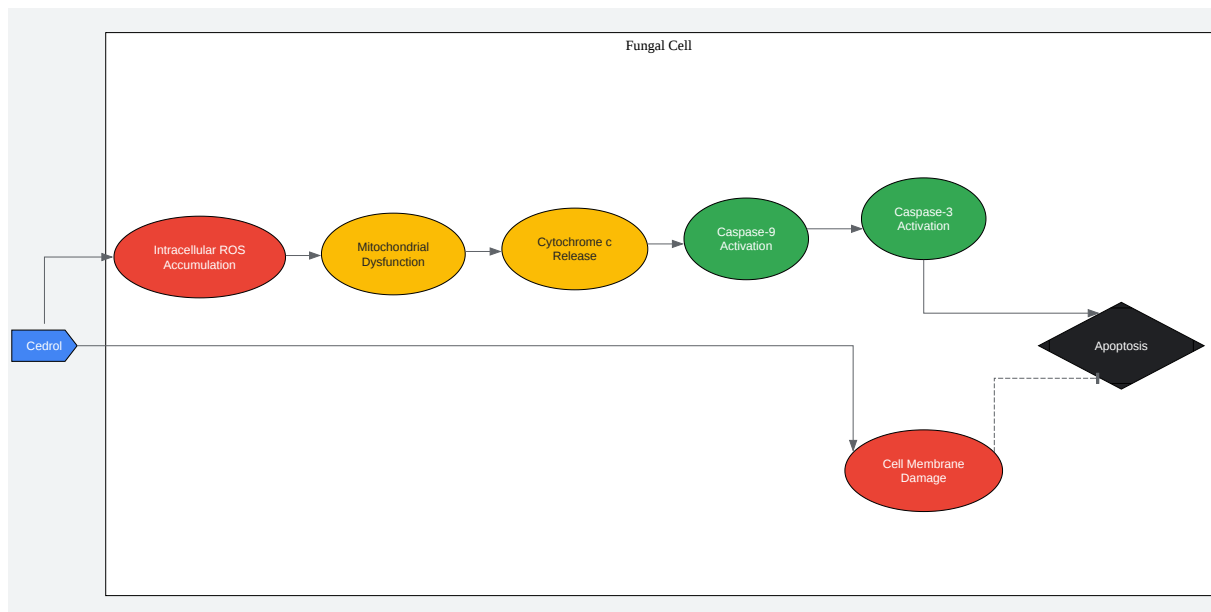 Fungal Cell
Intracellular ROS
Accumulation
Mitochondrial
Dysfunction
Cytochrome c
Release
Caspase-9
Activation
Caspase-3
Activation
Cedrol
Apoptosis
Cell Membrane
Damage